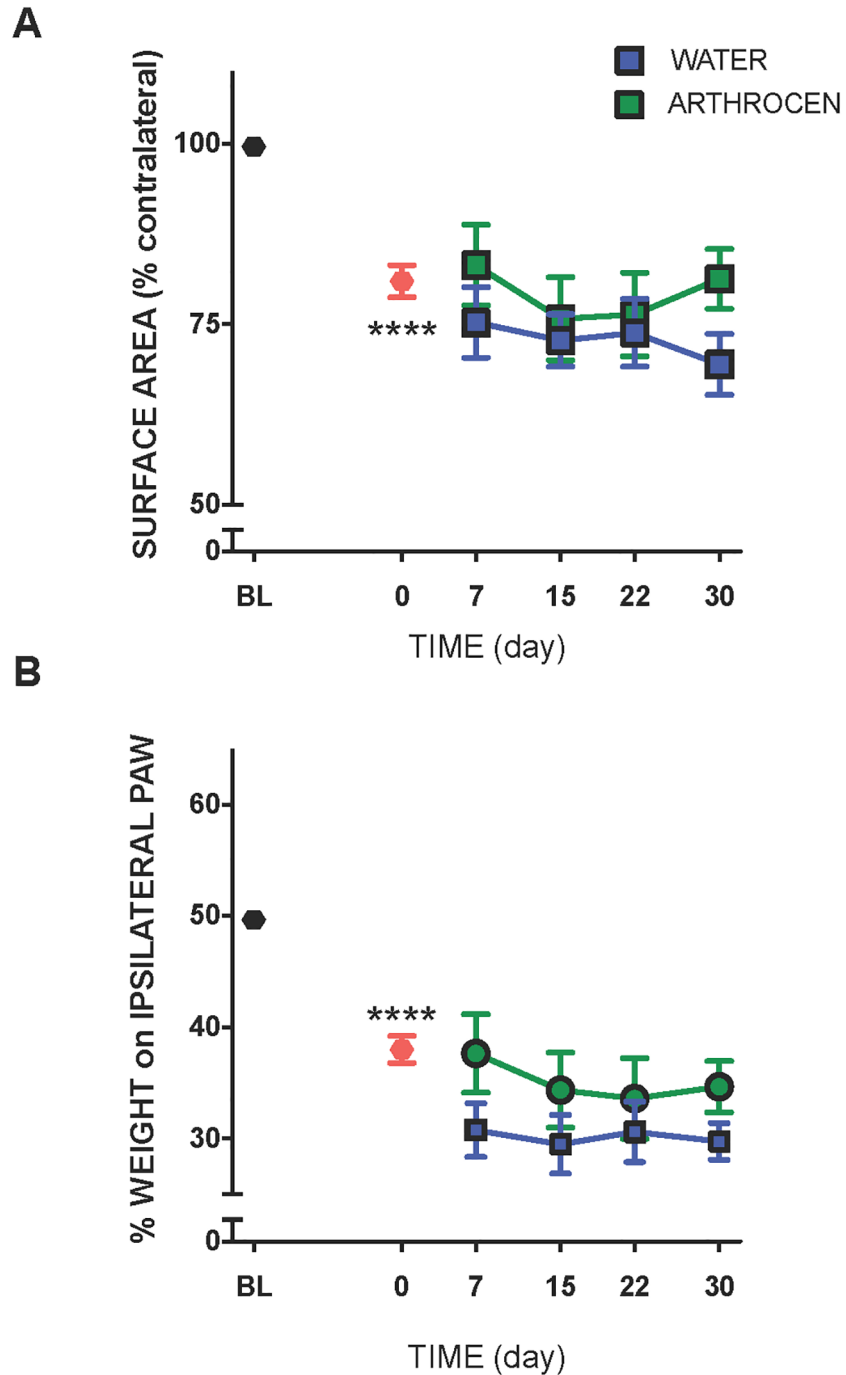 A
WATER
ARTHROCEN
SURFACE AREA (% contralateral)
100
75
****
50
0
BL 0 7 15 22 30
TIME (day)
B
% WEIGHT on IPSILATERAL PAW
60
50
****
40
30
0
BL 0 7 15 22 30
TIME (day)